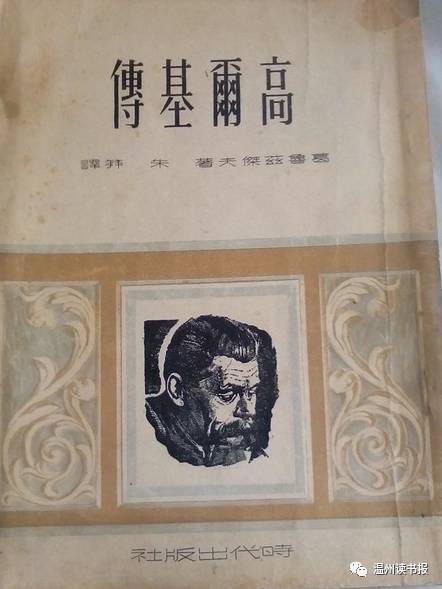 高爾基傳
葛魯茲傑夫著 朱 笄譯
時代出版社
温州读书报